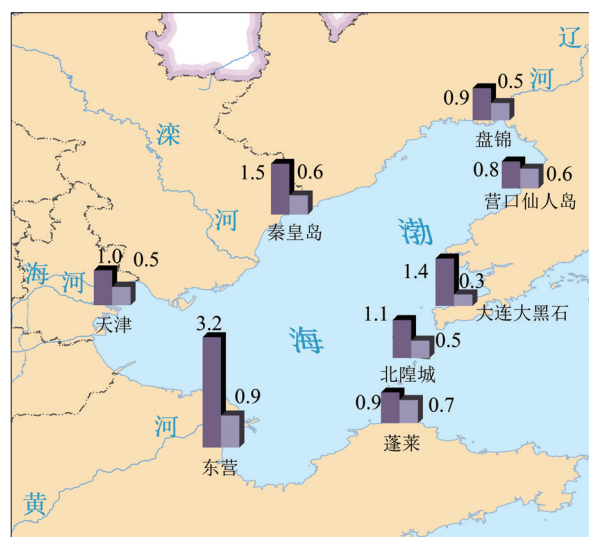 辽河
0.9 0.5
盘锦
滦河
1.5 0.6
秦皇岛
0.8 0.6
营口仙人岛
渤海
海河
1.0 0.5
天津
1.4 0.3
大连大黑石
1.1 0.5
北隍城
3.2 0.9
东营
0.9 0.7
蓬莱
黄河